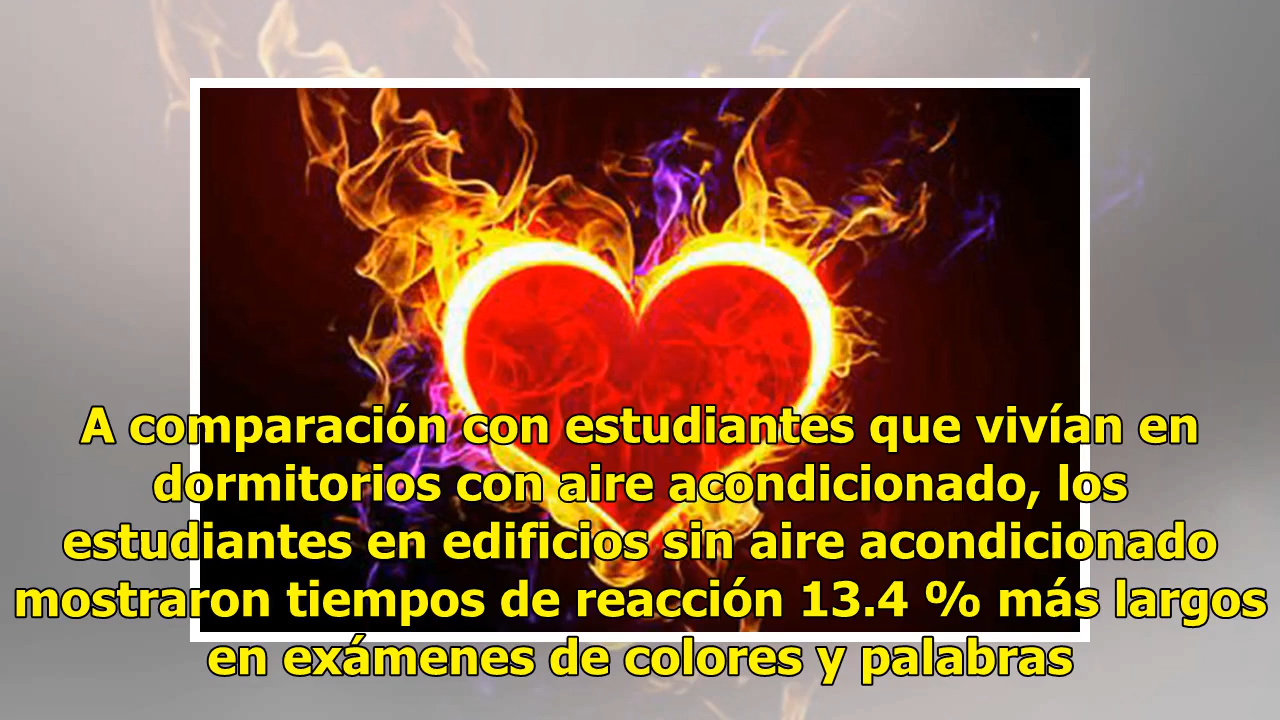 A comparación con estudiantes que vivían en
dormitorios con aire acondicionado, los
estudiantes en edificios sin aire acondicionado
mostraron tiempos de reacción 13.4 % más largos
en exámenes de colores y palabras